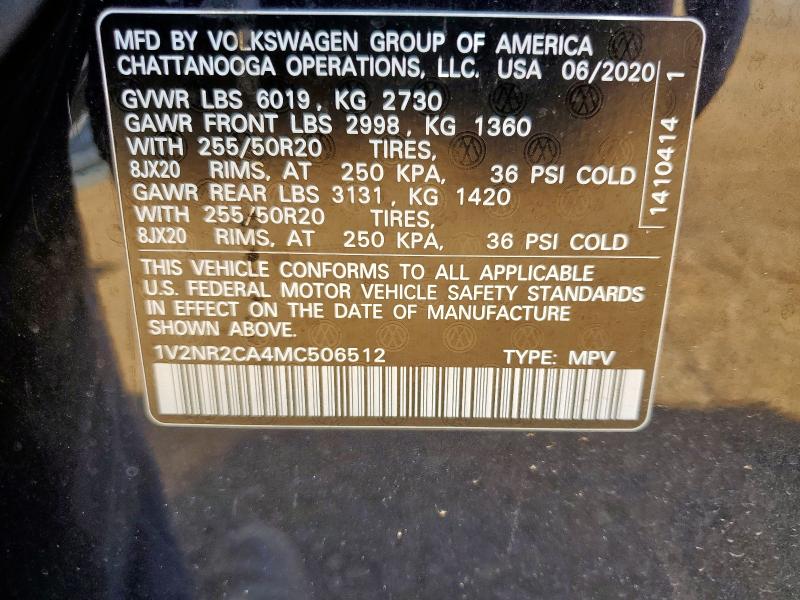 MFD BY VOLKSWAGEN GROUP OF AMERICA
CHATTANOOGA OPERATIONS, LLC. USA 06/2020
GVWR LBS 6019, KG 2730
GAWR FRONT LBS 2998, KG 1360
WITH 255/50R20 TIRES,
8JX20 RIMS, AT 250 KPA, 36 PSI COLD
GAWR REAR LBS 3131, KG 1420
WITH 255/50R20 TIRES,
8JX20 RIMS, AT 250 KPA, 36 PSI COLD
1410414 1
THIS VEHICLE CONFORMS TO ALL APPLICABLE
U.S. FEDERAL MOTOR VEHICLE SAFETY STANDARDS
IN EFFECT ON THE DATE OF MANUFACTURE
SHOWN ABOVE.
1V2NR2CA4MC506512 TYPE: MPV